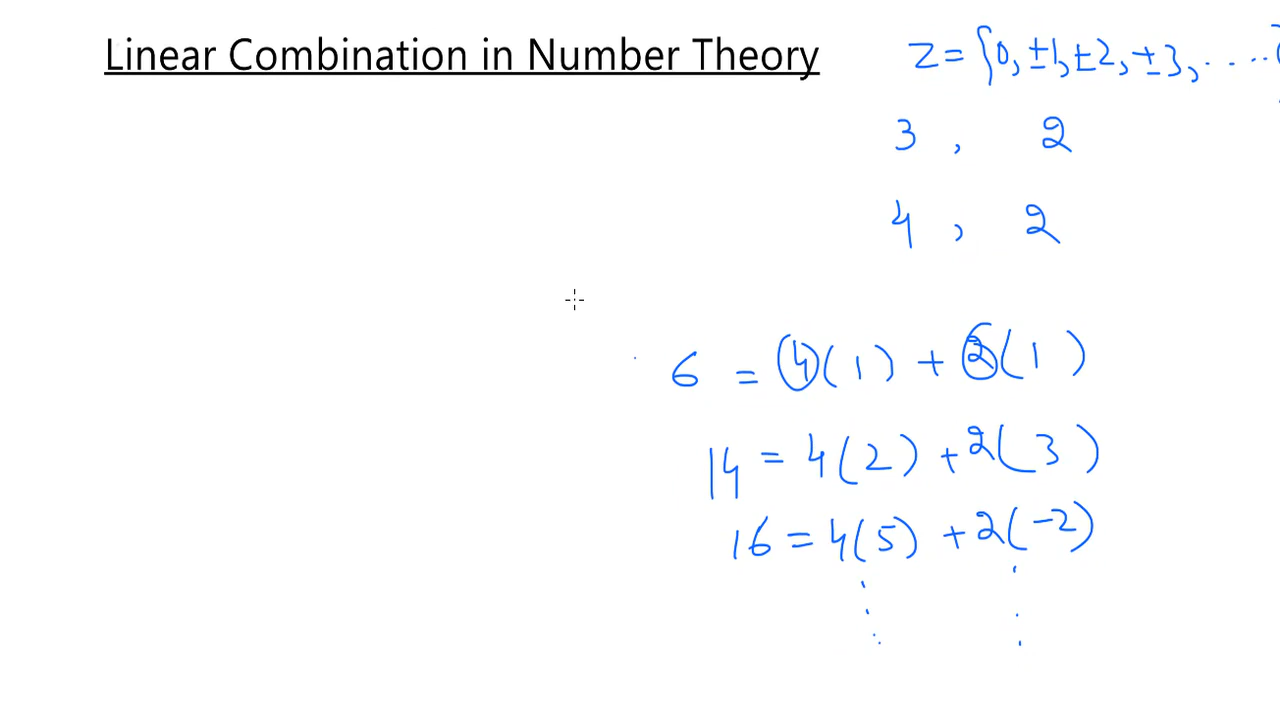 Linear Combination in Number Theory
Z = {0, ±1, ±2, ±3, .....}
3 , 2
4 , 2
6 = 4(1) + 2(1)
14 = 4(2) + 2(3)
16 = 4(5) + 2(-2)